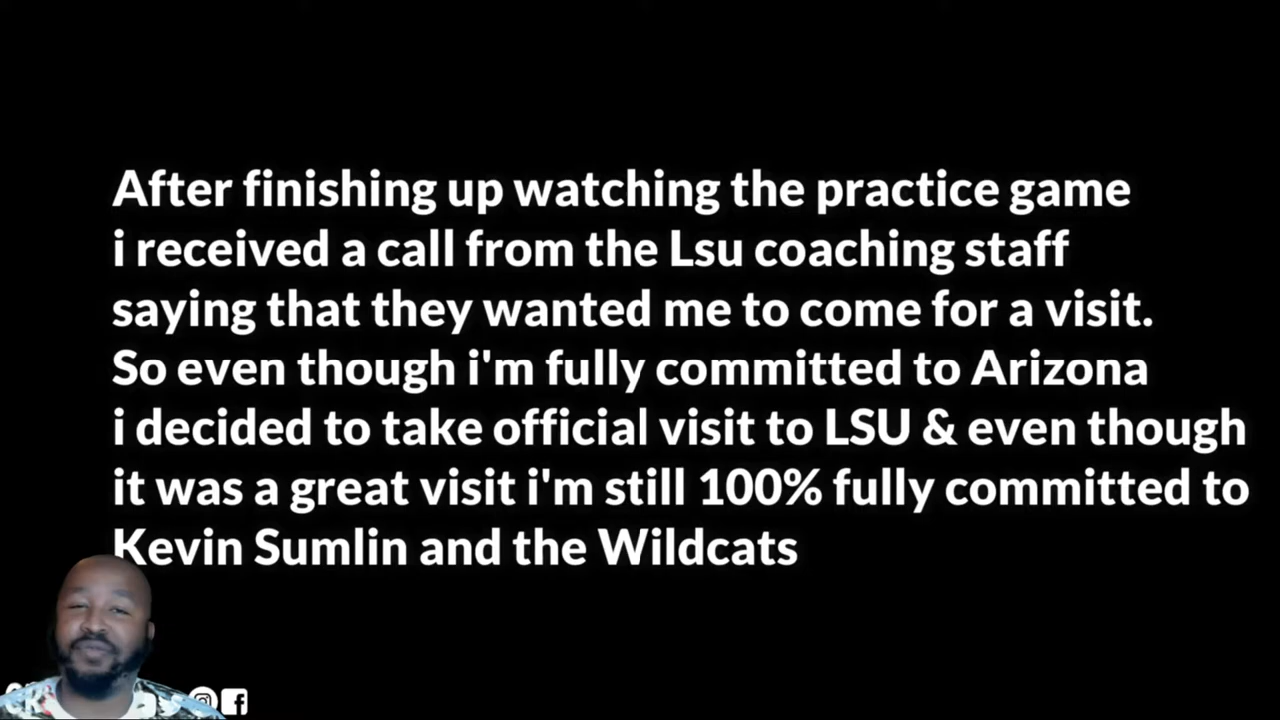 After finishing up watching the practice game
i received a call from the Lsu coaching staff
saying that they wanted me to come for a visit.
So even though i'm fully committed to Arizona
i decided to take official visit to LSU & even though
it was a great visit i'm still 100% fully committed to
Kevin Sumlin and the Wildcats